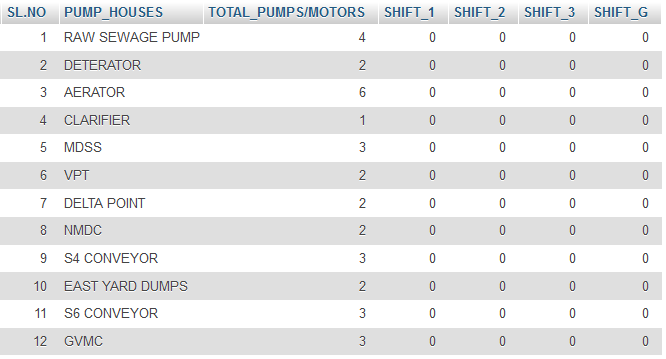 SL.NO PUMP_HOUSES TOTAL_PUMPS/MOTORS SHIFT_1 SHIFT_2 SHIFT_3 SHIFT_G
1 RAW SEWAGE PUMP 4 0 0 0 0
2 DETERATOR 2 0 0 0 0
3 AERATOR 6 0 0 0 0
4 CLARIFIER 1 0 0 0 0
5 MDSS 3 0 0 0 0
6 VPT 2 0 0 0 0
7 DELTA POINT 2 0 0 0 0
8 NMDC 2 0 0 0 0
9 S4 CONVEYOR 3 0 0 0 0
10 EAST YARD DUMPS 2 0 0 0 0
11 S6 CONVEYOR 3 0 0 0 0
12 GVMC 3 0 0 0 0